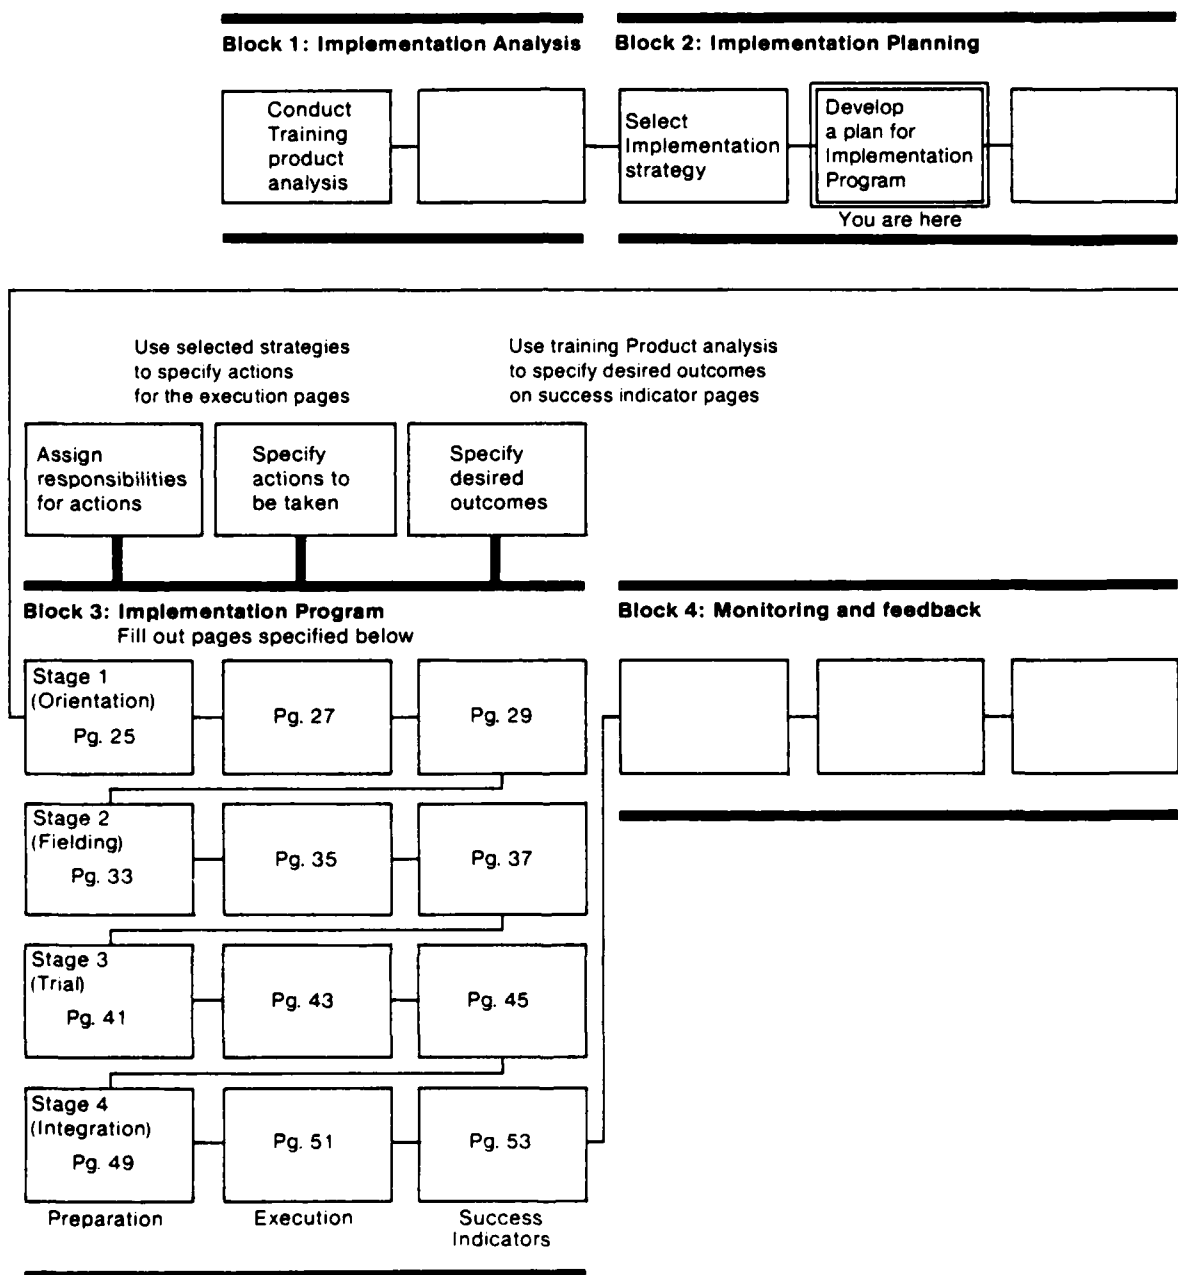 Block 1: Implementation Analysis
Block 2: Implementation Planning
Conduct
Training
product
analysis
Select
Implementation
strategy
Develop
a plan for
Implementation
Program
You are here
Use selected strategies
to specify actions
for the execution pages
Use training Product analysis
to specify desired outcomes
on success indicator pages
Assign
responsibilities
for actions
Specify
actions to
be taken
Specify
desired
outcomes
Block 3: Implementation Program
Fill out pages specified below
Block 4: Monitoring and feedback
Stage 1
(Orientation)
Pg. 25
Pg. 27
Pg. 29
Stage 2
(Fielding)
Pg. 33
Pg. 35
Pg. 37
Stage 3
(Trial)
Pg. 41
Pg. 43
Pg. 45
Stage 4
(Integration)
Pg. 49
Pg. 51
Pg. 53
Preparation
Execution
Success
Indicators